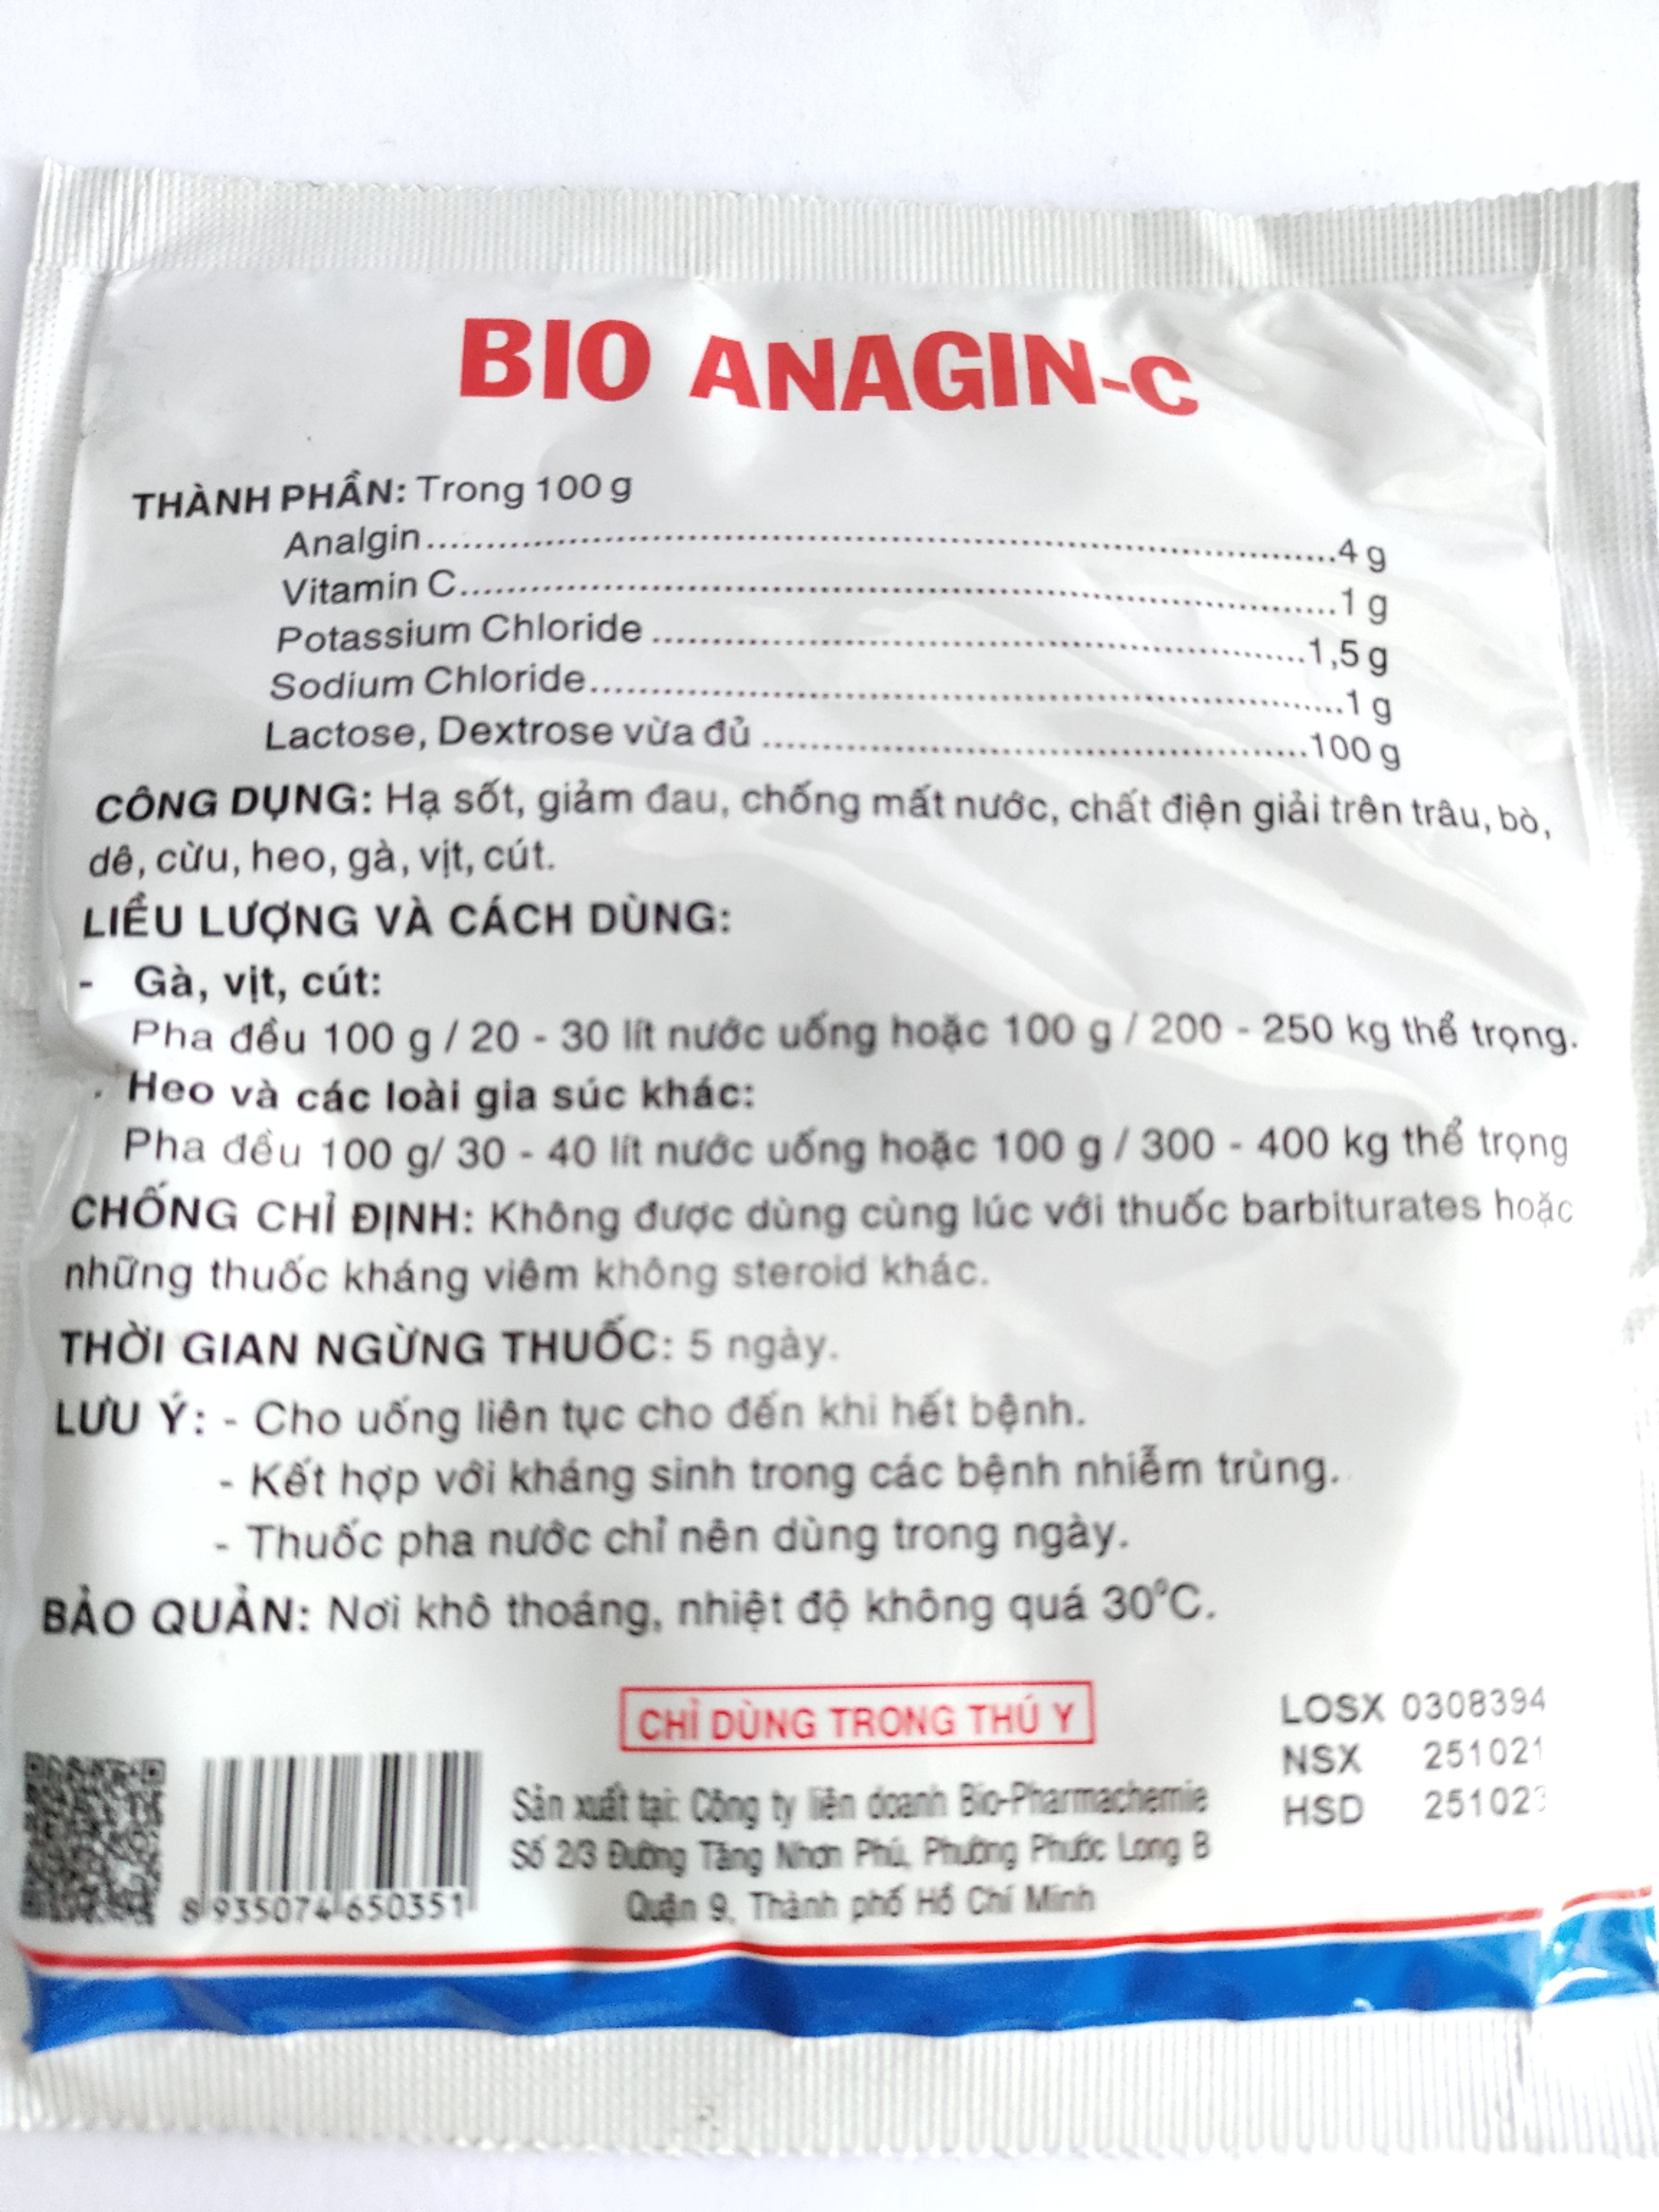 BIO ANAGIN-C
THÀNH PHẦN: Trong 100 g
Analgin..........4 g
Vitamin C..........1 g
Potassium Chloride ..........1,5 g
Sodium Chloride..........1 g
Lactose, Dextrose vừa đủ ..........100 g
CÔNG DỤNG: Hạ sốt, giảm đau, chống mất nước, chất điện giải trên trâu, bò,
dê, cừu, heo, gà, vịt, cút.
LIỀU LƯỢNG VÀ CÁCH DÙNG:
- Gà, vịt, cút:
Pha đều 100 g / 20 - 30 lít nước uống hoặc 100 g / 200 - 250 kg thể trọng.
- Heo và các loài gia súc khác:
Pha đều 100 g/ 30 - 40 lít nước uống hoặc 100 g / 300 - 400 kg thể trọng
CHỐNG CHỈ ĐỊNH: Không được dùng cùng lúc với thuốc barbiturates hoặc
những thuốc kháng viêm không steroid khác.
THỜI GIAN NGỪNG THUỐC: 5 ngày.
LƯU Ý: - Cho uống liên tục cho đến khi hết bệnh.
- Kết hợp với kháng sinh trong các bệnh nhiễm trùng.
- Thuốc pha nước chỉ nên dùng trong ngày.
BẢO QUẢN: Nơi khô thoáng, nhiệt độ không quá 30°C.
CHỈ DÙNG TRONG THÚ Y
LOSX 0308394
NSX 251021
HSD 251023
Sản xuất tại: Công ty liên doanh Bio-Pharmachemie
Số 2/3 Đường Tăng Nhơn Phú, Phường Phước Long B
Quận 9, Thành phố Hồ Chí Minh
8 935074 650351